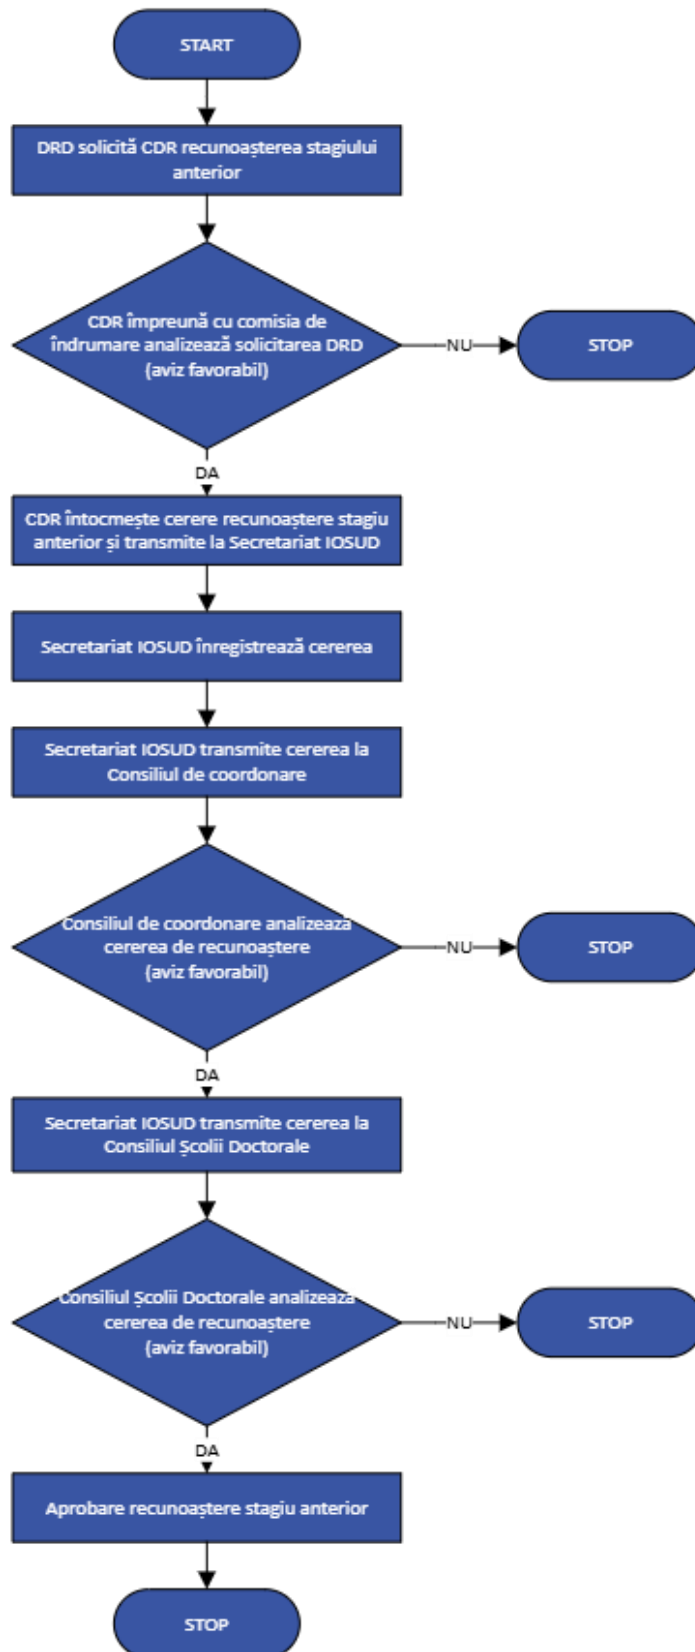 START
DRD solicită CDR recunoașterea stagiului
anterior
CDR împreună cu comisia de
îndrumare analizează solicitarea DRD
(aviz favorabil)
NU
STOP
DA
CDR întocmește cerere recunoaștere stagiu
anterior și transmite la Secretariat IOSUD
Secretariat IOSUD înregistrează cererea
Secretariat IOSUD transmite cererea la
Consiliul de coordonare
Consiliul de coordonare analizează
cererea de recunoaștere
(aviz favorabil)
NU
STOP
DA
Secretariat IOSUD transmite cererea la
Consiliul Școlii Doctorale
Consiliul Școlii Doctorale analizează
cererea de recunoaștere
(aviz favorabil)
NU
STOP
DA
Aprobare recunoaștere stagiu anterior
STOP